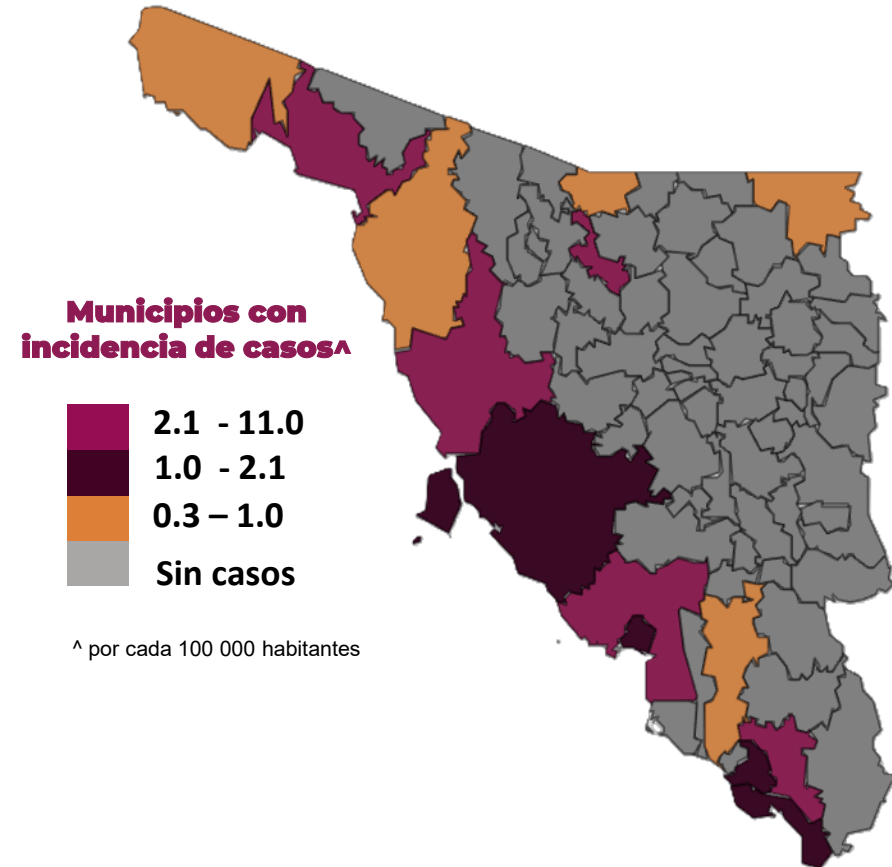 Municipios con
incidencia de casos^
2.1 - 11.0
1.0 - 2.1
0.3 – 1.0
Sin casos
^ por cada 100 000 habitantes